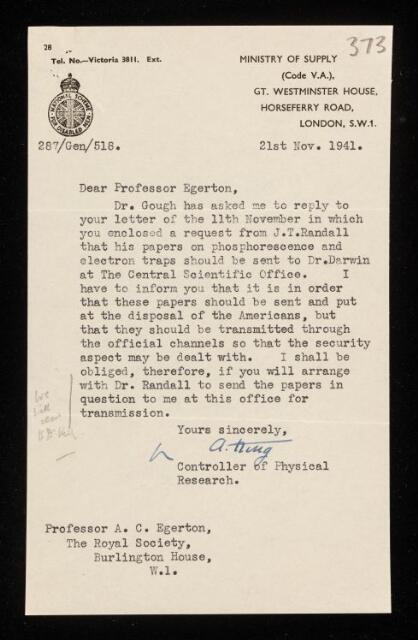 28
373
Tel. No.—Victoria 3811. Ext.
MINISTRY OF SUPPLY
(Code V.A.),
GT. WESTMINSTER HOUSE,
HORSEFERRY ROAD,
LONDON, S.W.1.
NATIONAL SCHEME
FOR DISABLED MEN
287/Gen/518.
21st Nov. 1941.
Dear Professor Egerton,
Dr. Gough has asked me to reply to
your letter of the 11th November in which
you enclosed a request from J.T.Randall
that his papers on phosphorescence and
electron traps should be sent to Dr.Darwin
at The Central Scientific Office. I
have to inform you that it is in order
that these papers should be sent and put
at the disposal of the Americans, but
that they should be transmitted through
the official channels so that the security
aspect may be dealt with. I shall be
obliged, therefore, if you will arrange
with Dr. Randall to send the papers in
question to me at this office for
transmission.
Yours sincerely,
A. King
Controller of Physical
Research.
Professor A. C. Egerton,
The Royal Society,
Burlington House,
W.1.